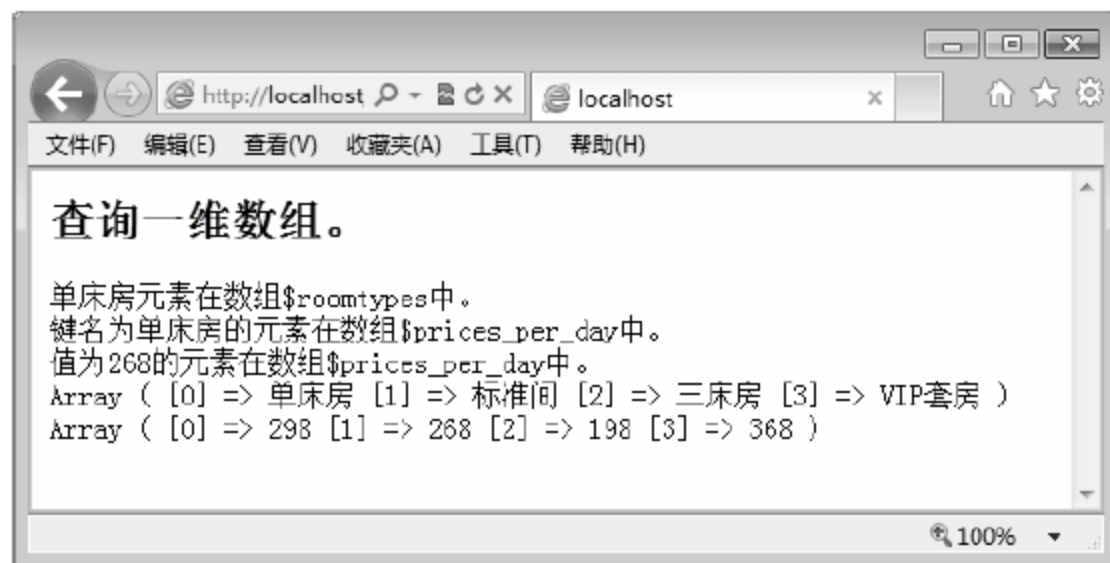 http://localhost
localhost
文件(F) 编辑(E) 查看(V) 收藏夹(A) 工具(T) 帮助(H)
查询一维数组。
单床房元素在数组$roomtypes中。
键名为单床房的元素在数组$prices_per_day中。
值为268的元素在数组$prices_per_day中。
Array ( [0] => 单床房 [1] => 标准间 [2] => 三床房 [3] => VIP套房 )
Array ( [0] => 298 [1] => 268 [2] => 198 [3] => 368 )
100%